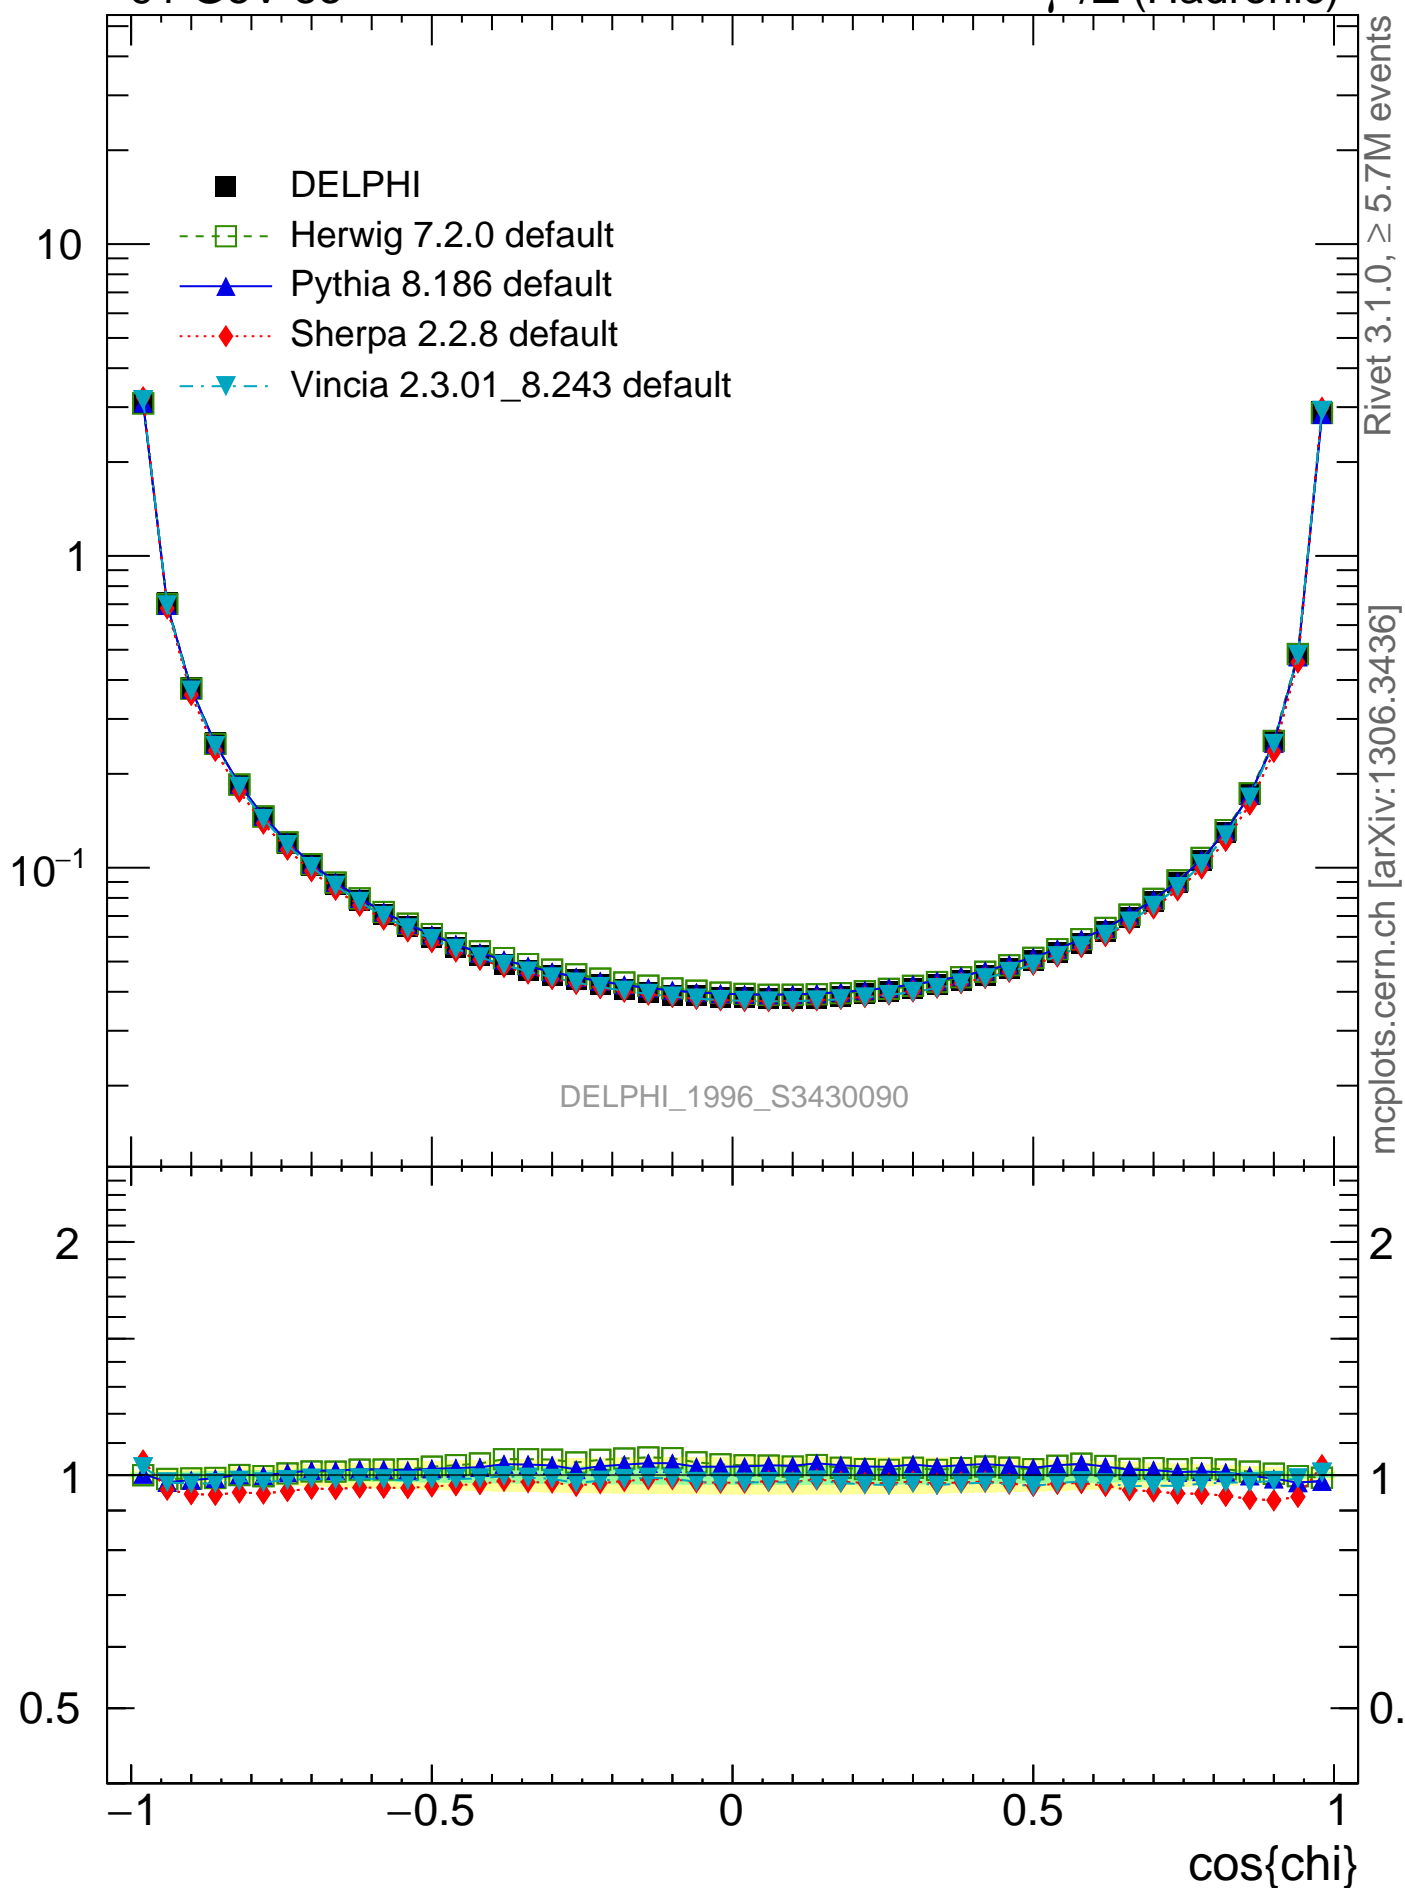 DELPHI
Herwig 7.2.0 default
Pythia 8.186 default
Sherpa 2.2.8 default
Vincia 2.3.01_8.243 default
10
1
10⁻¹
DELPHI_1996_S3430090
Rivet 3.1.0, ≥ 5.7M events
mcplots.cern.ch [arXiv:1306.3436]
2
2
1
1
0.5
0.
−1
−0.5
0
0.5
1
cos{chi}